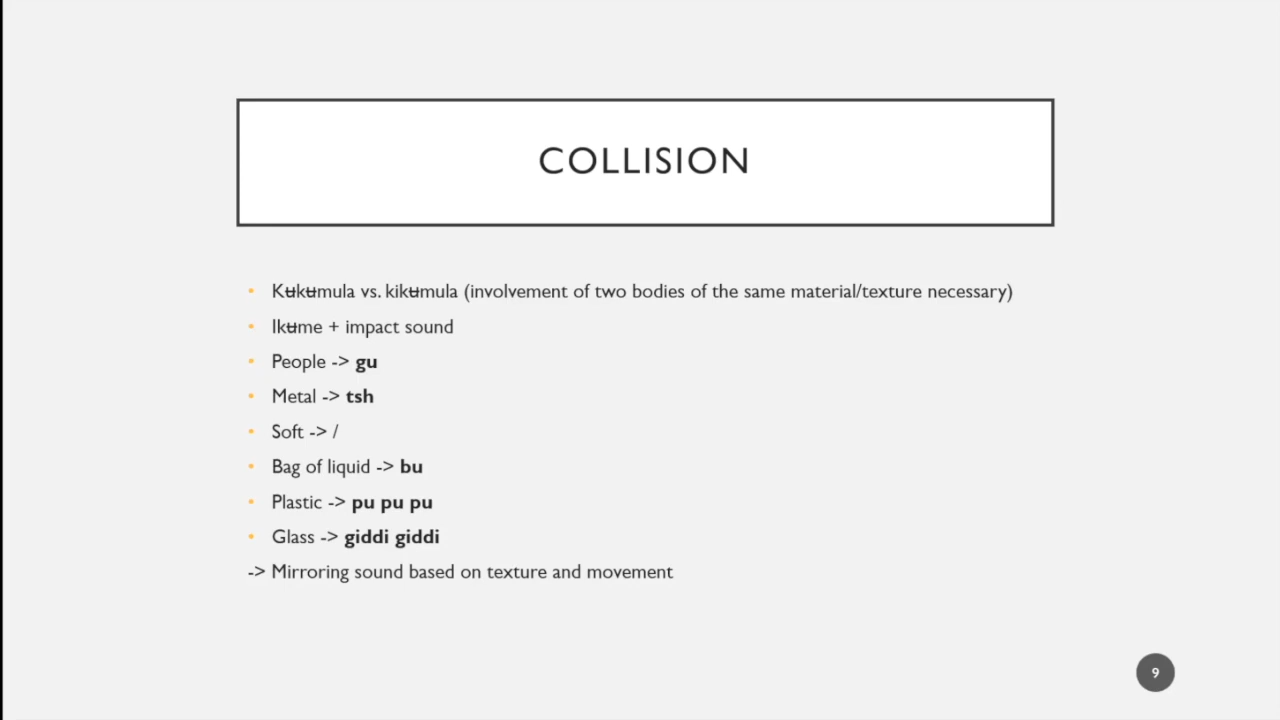 COLLISION
• Kʉkʉmula vs. kikʉmula (involvement of two bodies of the same material/texture necessary)
• Ikʉme + impact sound
• People -> gu
• Metal -> tsh
• Soft -> /
• Bag of liquid -> bu
• Plastic -> pu pu pu
• Glass -> giddi giddi
-> Mirroring sound based on texture and movement
9